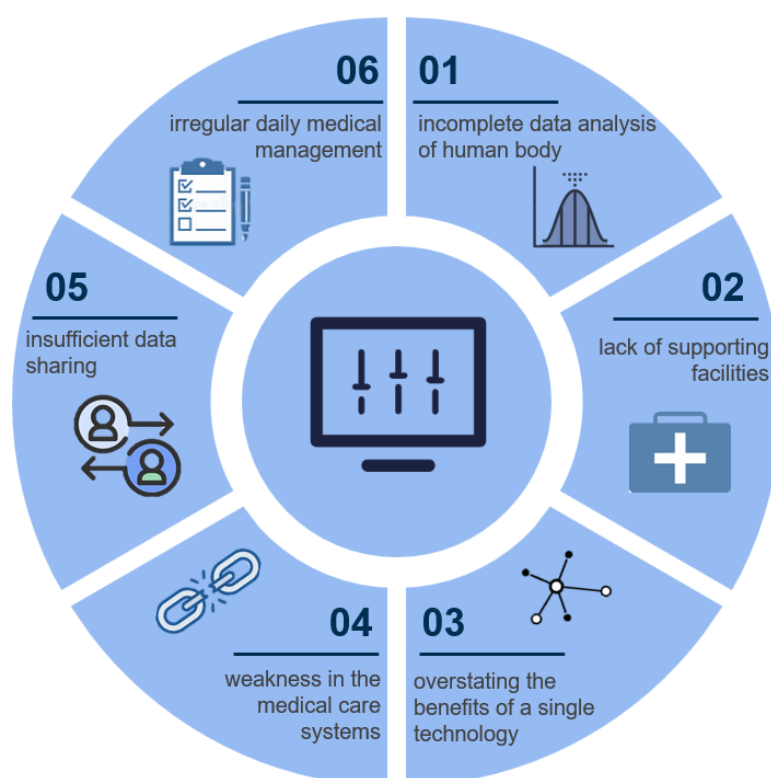 01
incomplete data analysis
of human body
02
lack of supporting
facilities
03
overstating the
benefits of a single
technology
04
weakness in the
medical care
systems
05
insufficient data
sharing
06
irregular daily medical
management